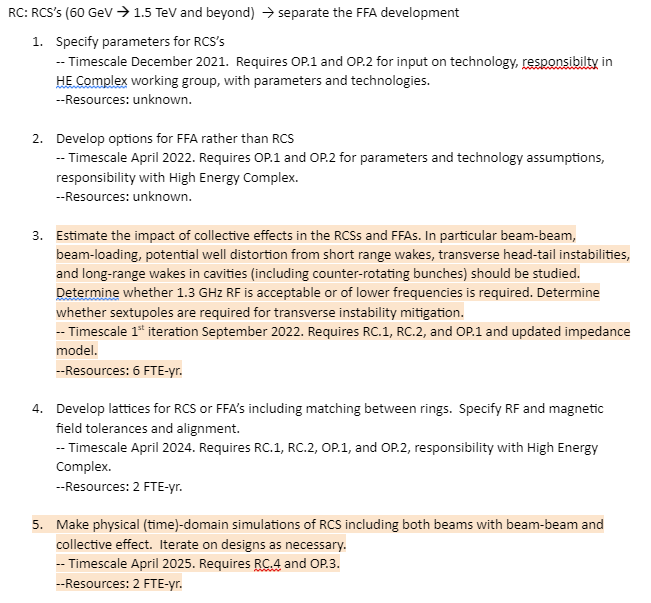 RC: RCS's (60 GeV → 1.5 TeV and beyond) → separate the FFA development
1. Specify parameters for RCS's
-- Timescale December 2021. Requires OP.1 and OP.2 for input on technology, responsibilty in
HE Complex working group, with parameters and technologies.
--Resources: unknown.
2. Develop options for FFA rather than RCS
-- Timescale April 2022. Requires OP.1 and OP.2 for parameters and technology assumptions,
responsibility with High Energy Complex.
--Resources: unknown.
3. Estimate the impact of collective effects in the RCSs and FFAs. In particular beam-beam,
beam-loading, potential well distortion from short range wakes, transverse head-tail instabilities,
and long-range wakes in cavities (including counter-rotating bunches) should be studied.
Determine whether 1.3 GHz RF is acceptable or of lower frequencies is required. Determine
whether sextupoles are required for transverse instability mitigation.
-- Timescale 1st iteration September 2022. Requires RC.1, RC.2, and OP.1 and updated impedance
model.
--Resources: 6 FTE-yr.
4. Develop lattices for RCS or FFA's including matching between rings. Specify RF and magnetic
field tolerances and alignment.
-- Timescale April 2024. Requires RC.1, RC.2, OP.1, and OP.2, responsibility with High Energy
Complex.
--Resources: 2 FTE-yr.
5. Make physical (time)-domain simulations of RCS including both beams with beam-beam and
collective effect. Iterate on designs as necessary.
-- Timescale April 2025. Requires RC.4 and OP.3.
--Resources: 2 FTE-yr.